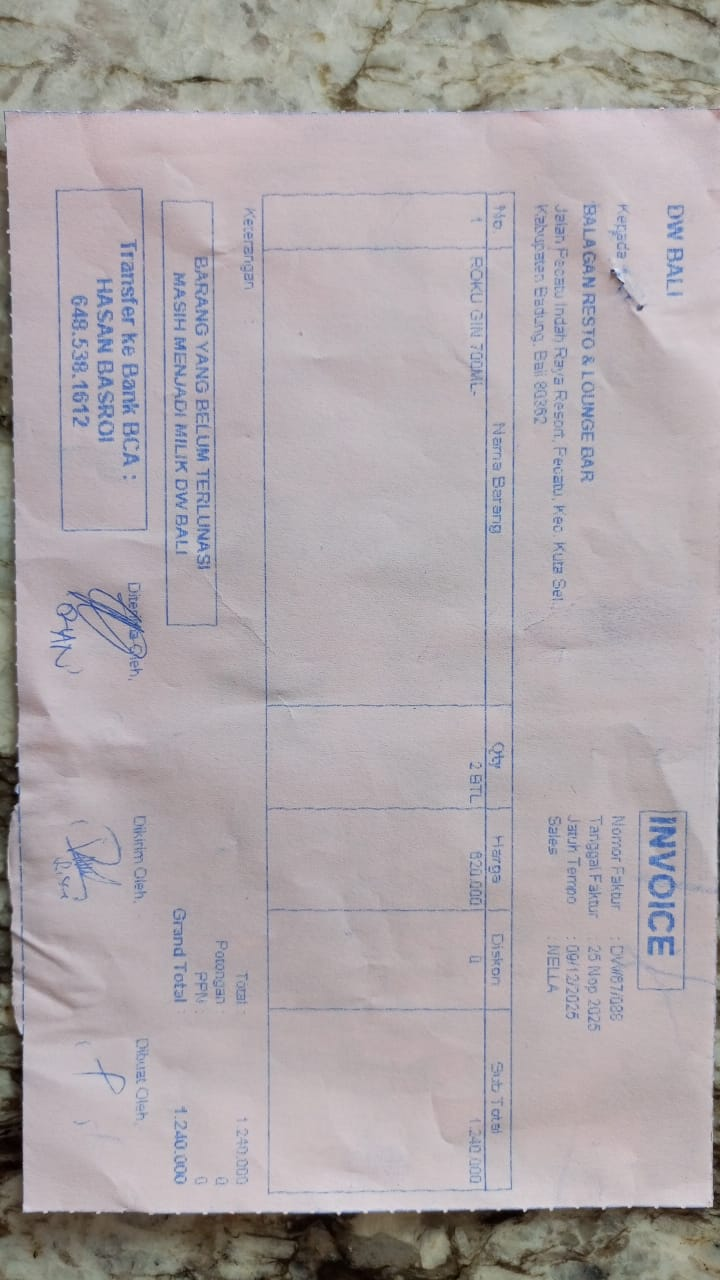 DW BALI
INVOICE
Kepada
BALAGAN RESTO & LOUNGE BAR
Jalan Pecatu Indah Raya Resort, Pecatu, Kec. Kuta Sel.,
Kabupaten Badung, Bali 80362
Nomor Faktur :
Tanggal Faktur : 25 Nop 2025
Jatuh Tempo : 09/12/2025
Sales : NELLA
No. Nama Barang Qty Harga Diskon Sub Total
1 ROKU GIN 700ML- 2 BTL 620.000 0 1.240.000
Keterangan :
Total : 1.240.000
Potongan : 0
PPN : 0
Grand Total : 1.240.000
BARANG YANG BELUM TERLUNASI
MASIH MENJADI MILIK DW BALI
Transfer ke Bank BCA :
HASAN BASROI
648.538.1612
Diterima Oleh,
Dikirim Oleh,
Dibuat Oleh,